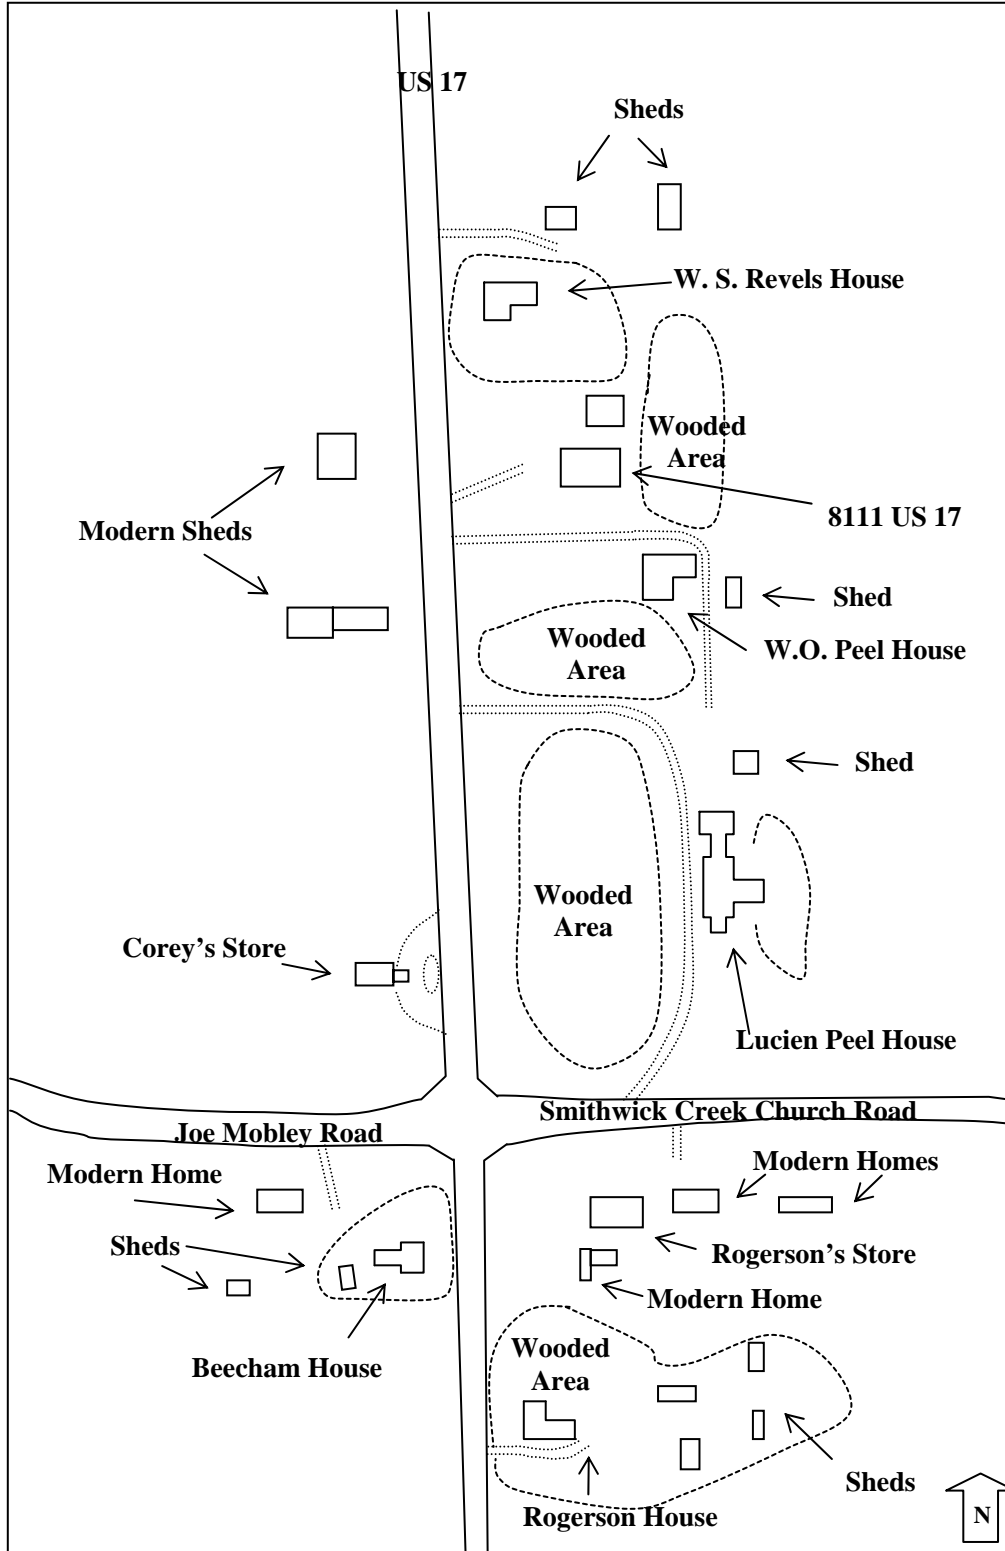 US 17
Sheds
W. S. Revels House
Wooded
Area
8111 US 17
Modern Sheds
Shed
Wooded
Area
W.O. Peel House
Shed
Wooded
Area
Corey’s Store
Lucien Peel House
Smithwick Creek Church Road
Joe Mobley Road
Modern Home
Modern Homes
Sheds
Rogerson’s Store
Modern Home
Beecham House
Wooded
Area
Sheds
Rogerson House
N